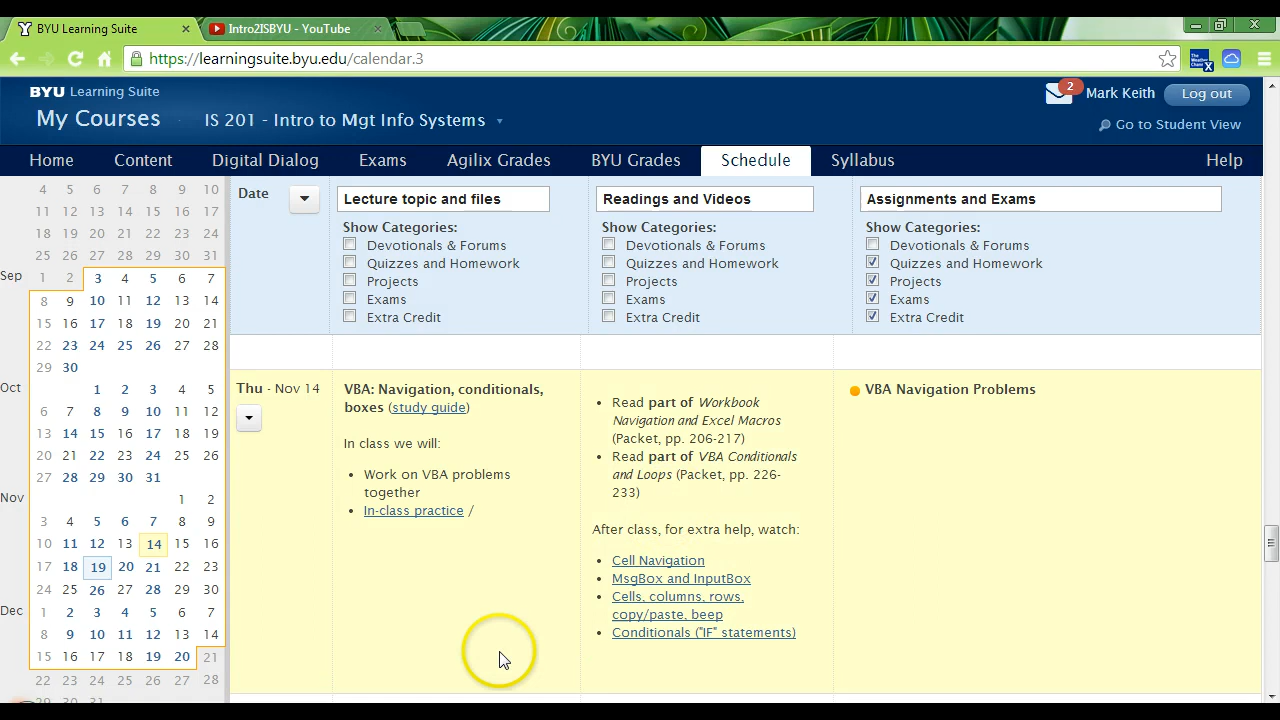 BYU Learning Suite
Intro2ISBYU - YouTube
https://learningsuite.byu.edu/calendar.3
BYU Learning Suite
2
Mark Keith
Log out
My Courses
IS 201 - Intro to Mgt Info Systems
Go to Student View
Home Content Digital Dialog Exams Agilix Grades BYU Grades Schedule Syllabus Help
4 5 6 7 8 9 10
11 12 13 14 15 16 17
18 19 20 21 22 23 24
25 26 27 28 29 30 31
Sep 1 2 3 4 5 6 7
8 9 10 11 12 13 14
15 16 17 18 19 20 21
22 23 24 25 26 27 28
29 30
Oct 1 2 3 4 5
6 7 8 9 10 11 12
13 14 15 16 17 18 19
20 21 22 23 24 25 26
27 28 29 30 31
Nov 1 2
3 4 5 6 7 8 9
10 11 12 13 14 15 16
17 18 19 20 21 22 23
24 25 26 27 28 29 30
Dec 1 2 3 4 5 6 7
8 9 10 11 12 13 14
15 16 17 18 19 20 21
22 23 24 25 26 27 28
29 30 31
Date
Lecture topic and files
Show Categories:
Devotionals & Forums
Quizzes and Homework
Projects
Exams
Extra Credit
Readings and Videos
Show Categories:
Devotionals & Forums
Quizzes and Homework
Projects
Exams
Extra Credit
Assignments and Exams
Show Categories:
Devotionals & Forums
Quizzes and Homework
Projects
Exams
Extra Credit
Thu - Nov 14
VBA: Navigation, conditionals,
boxes (study guide)
In class we will:
• Work on VBA problems
together
• In-class practice /
• Read part of Workbook
Navigation and Excel Macros
(Packet, pp. 206-217)
• Read part of VBA Conditionals
and Loops (Packet, pp. 226-
233)
After class, for extra help, watch:
• Cell Navigation
• MsgBox and InputBox
• Cells, columns, rows,
copy/paste, beep
• Conditionals ("IF" statements)
VBA Navigation Problems